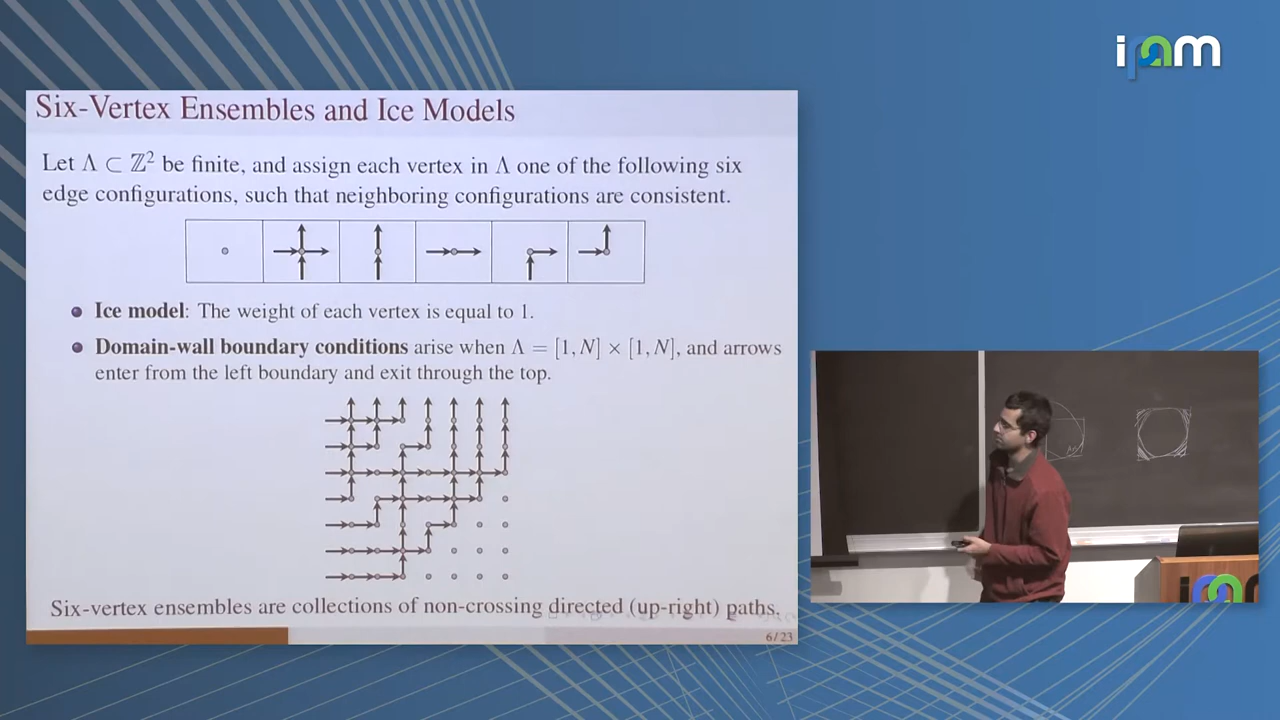 ipam
Six-Vertex Ensembles and Ice Models
Let Λ ⊂ ℤ² be finite, and assign each vertex in Λ one of the following six
edge configurations, such that neighboring configurations are consistent.
Ice model: The weight of each vertex is equal to 1.
Domain-wall boundary conditions arise when Λ = [1, N] × [1, N], and arrows
enter from the left boundary and exit through the top.
Six-vertex ensembles are collections of non-crossing directed (up-right) paths.
6/23